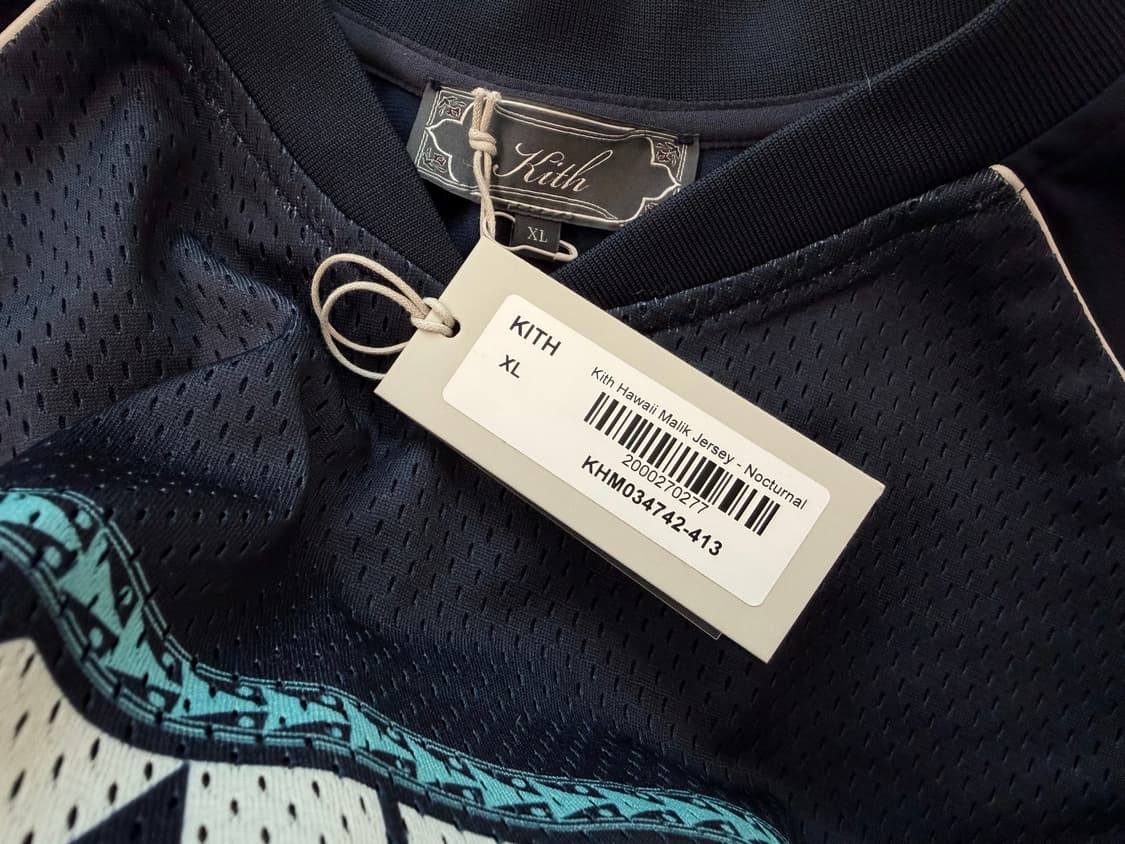 Kith
XL
KITH
XL
Kith Hawaii Malik Jersey - Nocturnal
2000270277
KHM034742-413